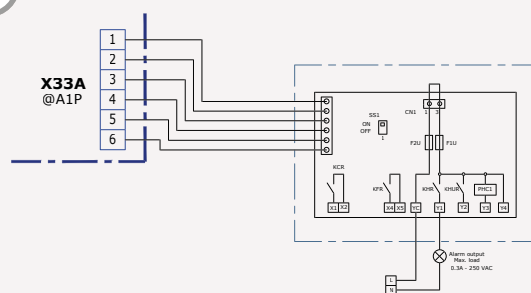 X33A
@A1P
1
2
3
4
5
6
SS1
ON
OFF
1
CN1 1 3
F2U F1U
KCR
KFR KHR KHUR PHC1
X1 X2 X4 X5 YC Y1 Y2 Y3 Y4
Alarm output
Max. load
0.3A - 250 VAC
L
N